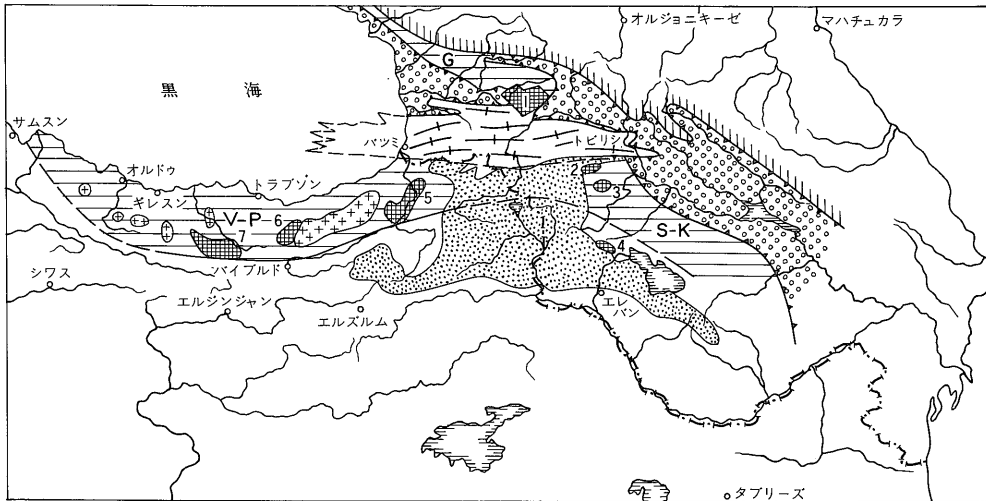 オルジョニキーゼ
マハチュカラ
G
黒海
1
サムスン
バツミ
トビリシ
オルドゥ
2
トラブゾン
5
3
ギレスン
V-P-6
7
S-K
4
バイブルド
シワス
エルジンジャン
エルズルム
エレバン
タブリーズ